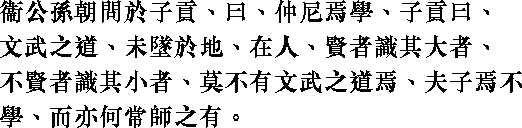 衞公孫朝問於子貢、曰、仲尼焉學、子貢曰、
文武之道、未墜於地、在人、賢者識其大者、
不賢者識其小者、莫不有文武之道焉、夫子焉不
學、而亦何常師之有。